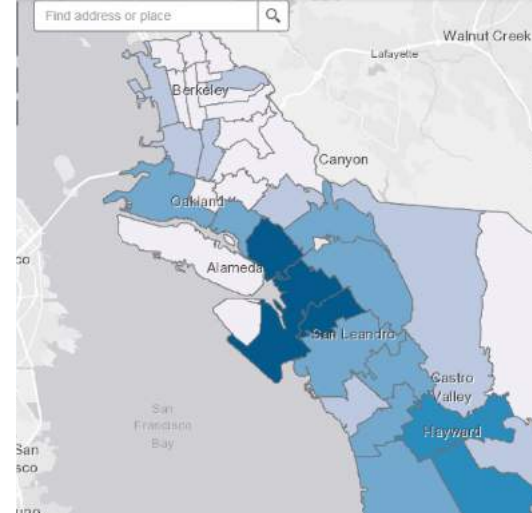 Find address or place
Walnut Creek
Lafayette
Berkeley
Canyon
Oakland
co
Alameda
San Leandro
Castro
Valley
San
Francisco
Bay
Hayward
San
sco